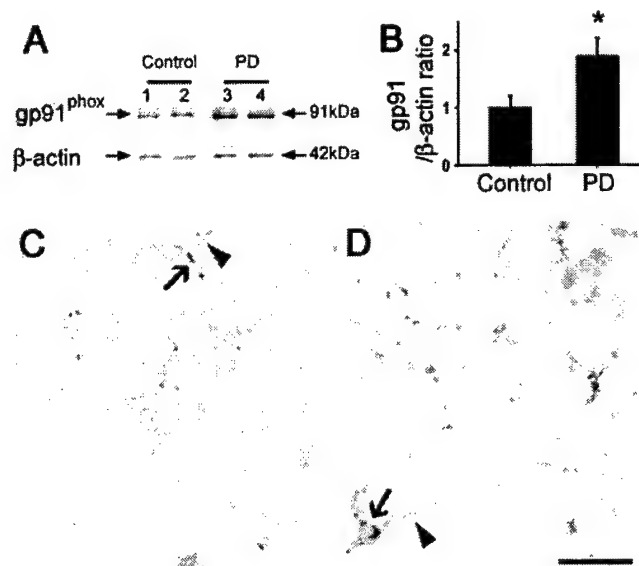 A
Control PD
1 2 3 4
gp91phox 91kDa
β-actin 42kDa
B
*
gp91
/β-actin ratio
2
1
0
Control PD
C
D